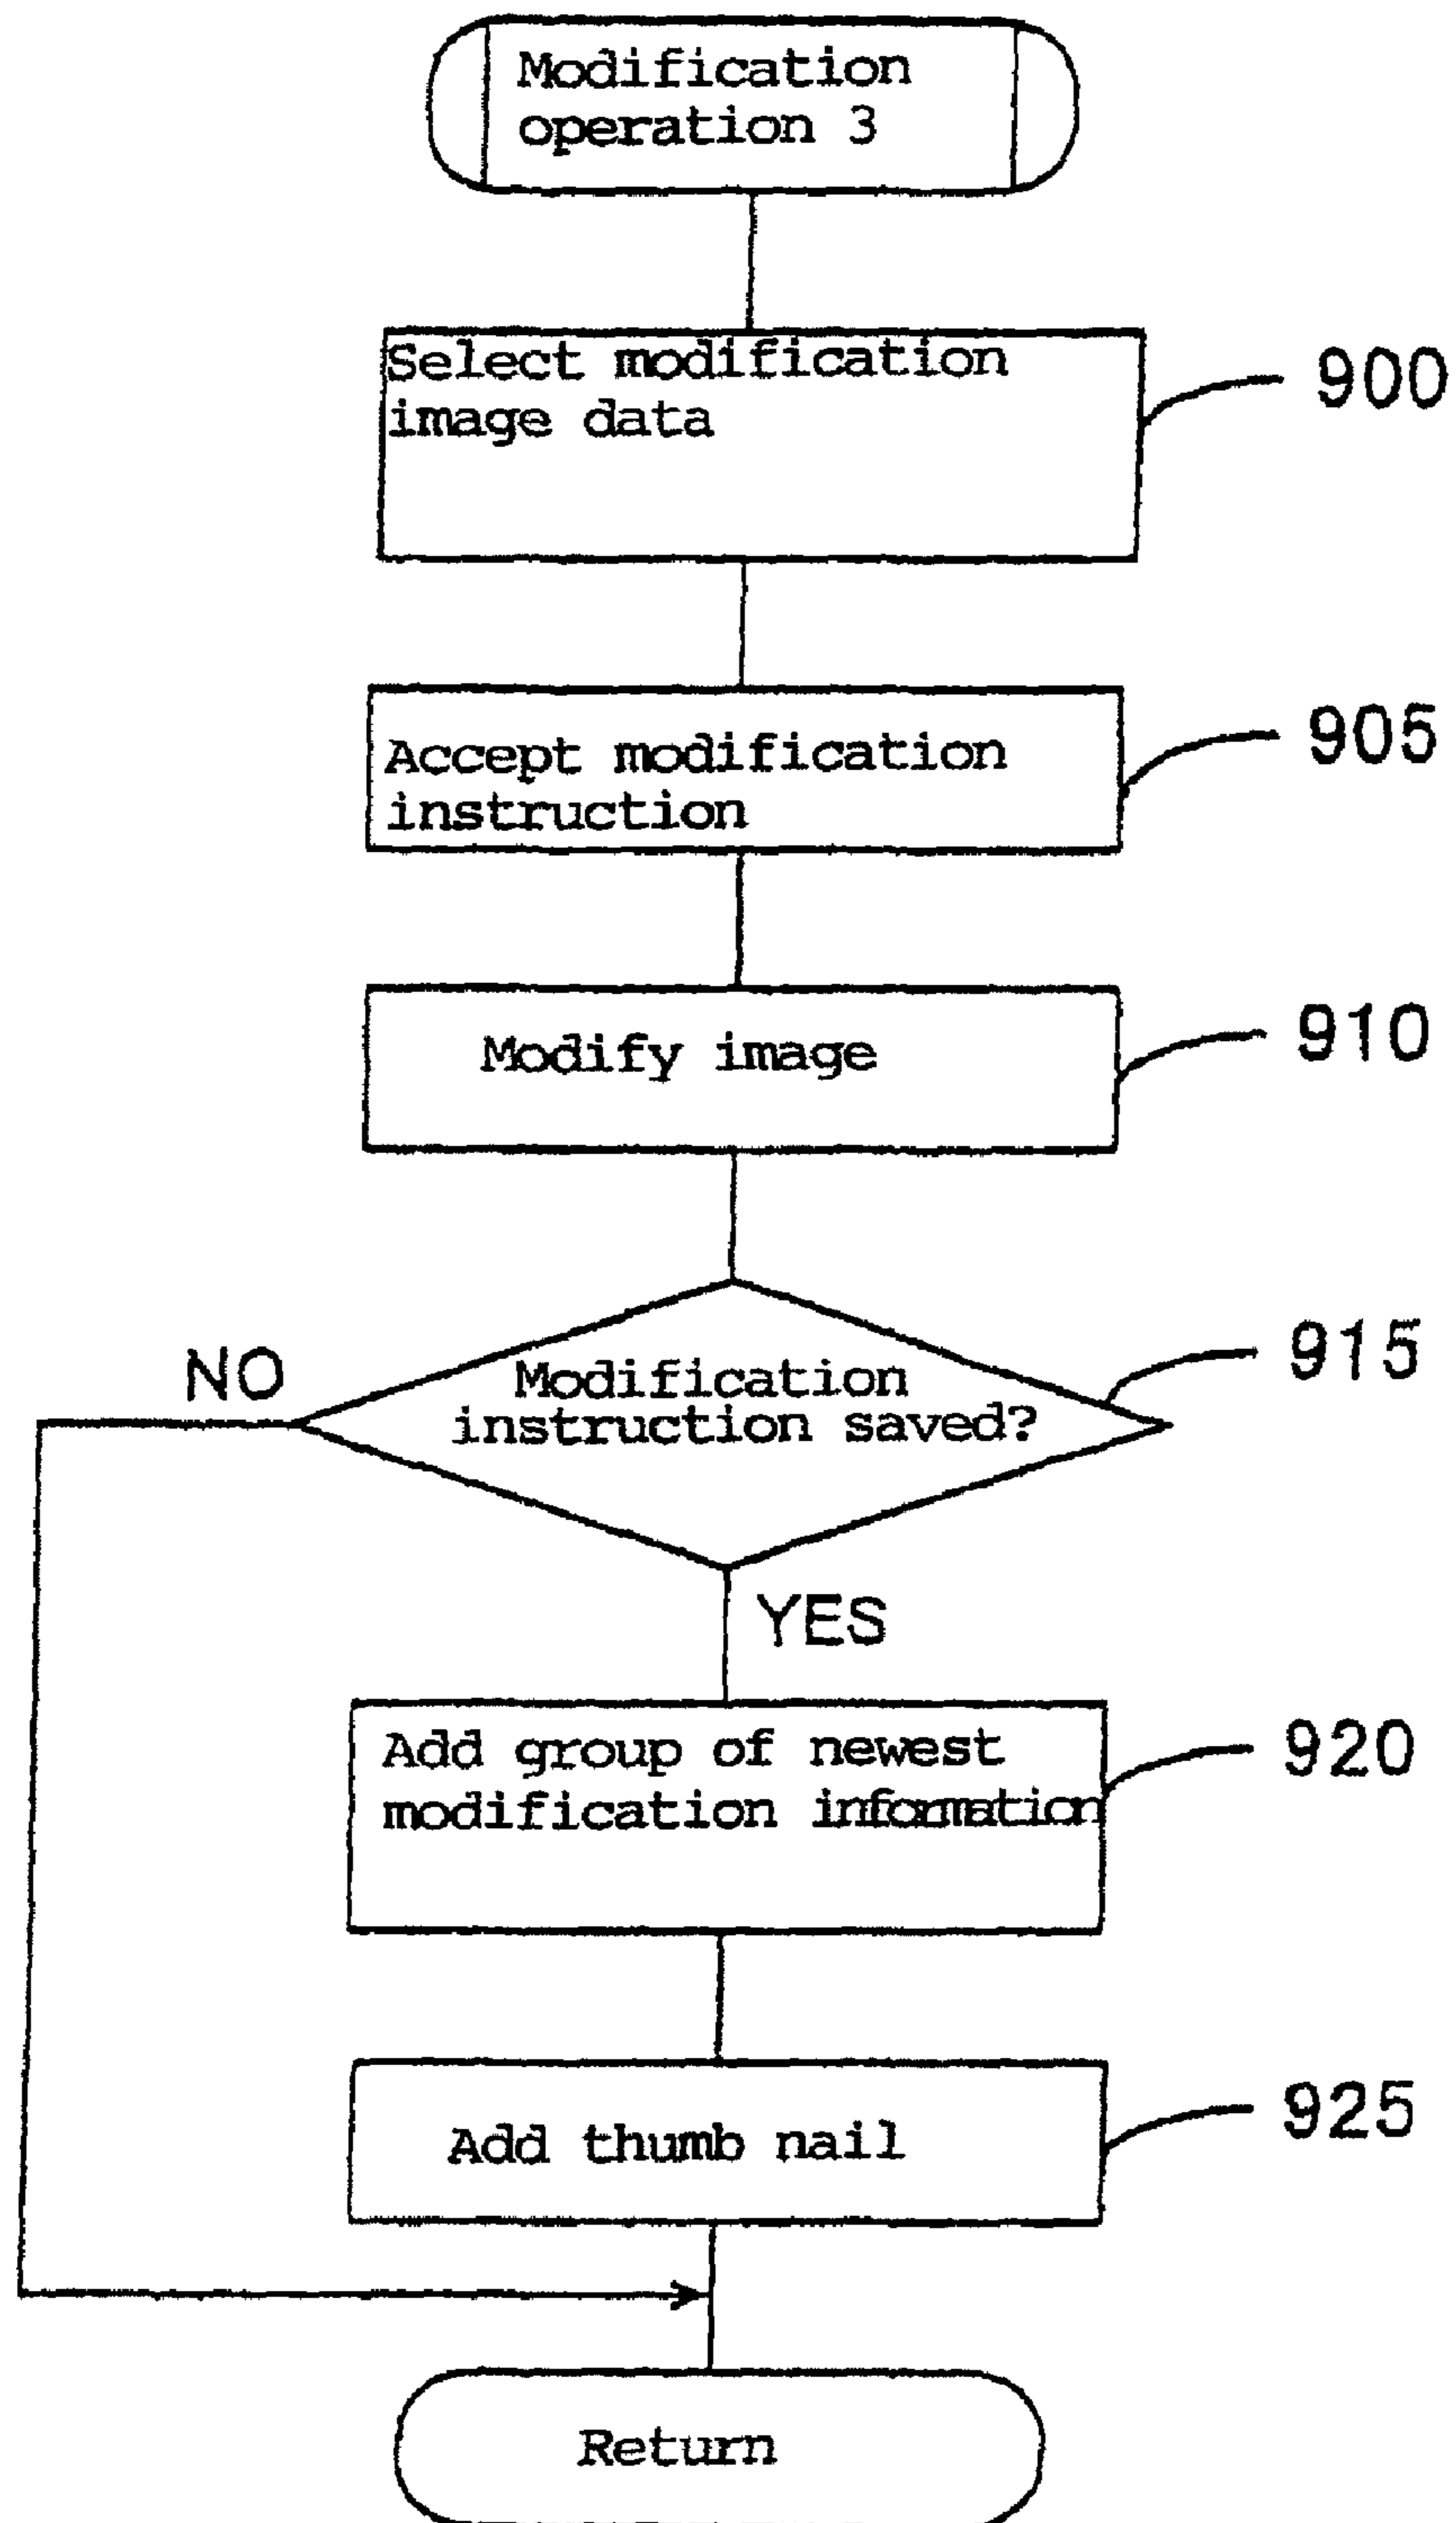 Modification
operation 3
Select modification
image data
900
Accept modification
instruction
905
Modify image
910
Modification
instruction saved?
915
NO
YES
Add group of newest
modification information
920
Add thumb nail
925
Return